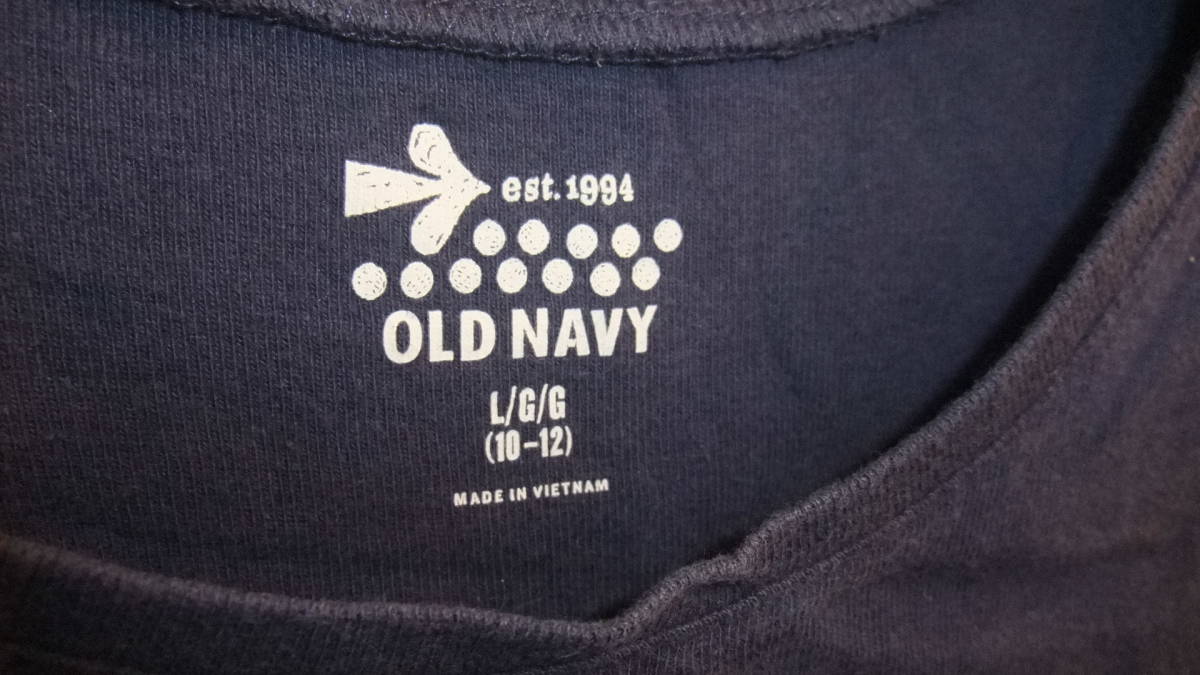 est. 1994
OLD NAVY
L/G/G
(10-12)
MADE IN VIETNAM